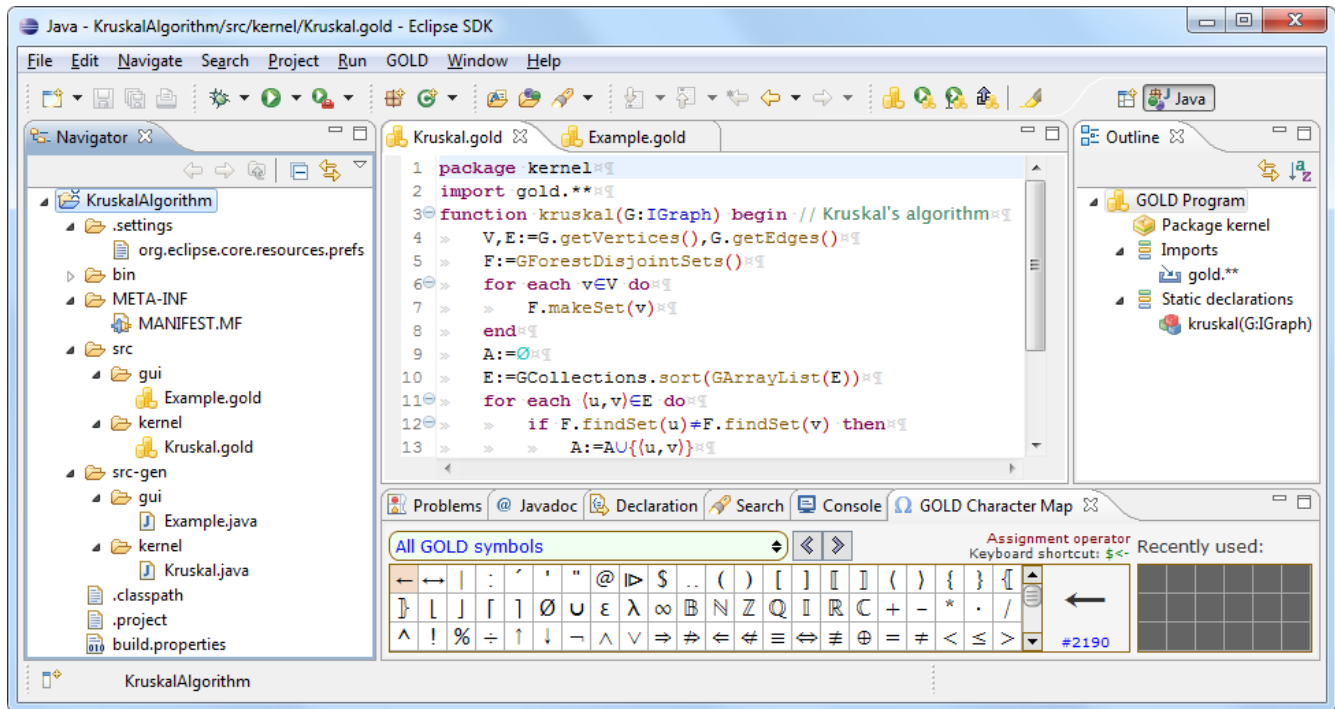 Java - KruskalAlgorithm/src/kernel/Kruskal.gold - Eclipse SDK
File Edit Navigate Search Project Run GOLD Window Help
Java
Navigator
KruskalAlgorithm
.settings
org.eclipse.core.resources.prefs
bin
META-INF
MANIFEST.MF
src
gui
Example.gold
kernel
Kruskal.gold
src-gen
gui
Example.java
kernel
Kruskal.java
.classpath
.project
build.properties
Kruskal.gold Example.gold
1 package·kernel¤¶
2 import·gold.**¤¶
3 function·kruskal(G:IGraph)·begin·//·Kruskal's·algorithm¤¶
4 » V,E:=G.getVertices(),G.getEdges()¤¶
5 » F:=GForestDisjointSets()¤¶
6 » for·each·v∈V·do¤¶
7 » » F.makeSet(v)¤¶
8 » end¤¶
9 » A:=Ø¤¶
10 » E:=GCollections.sort(GArrayList(E))¤¶
11 » for·each·⟨u,v⟩∈E·do¤¶
12 » » if·F.findSet(u)≠F.findSet(v)·then¤¶
13 » » » A:=A∪{⟨u,v⟩}¤¶
Outline
GOLD Program
Package kernel
Imports
gold.**
Static declarations
kruskal(G:IGraph)
Problems @ Javadoc Declaration Search Console Ω GOLD Character Map
All GOLD symbols
Assignment operator
Keyboard shortcut: $<-
Recently used:
← ↔ | : ´ ' " @ ⧐ $ .. ( ) [ ] ⟦ ⟧ ⟨ ⟩ { } ⦃
⦄ ⌊ ⌋ ⌈ ⌉ Ø ∪ ε λ ∞ 𝔹 ℕ ℤ ℚ 𝕀 ℝ ℂ + − * · /
^ ! % ÷ ↑ ↓ ¬ ∧ ∨ ⇒ ⇏ ⇐ ⇍ ≡ ⇔ ≢ ⊕ = ≠ < ≤ >
←
#2190
KruskalAlgorithm